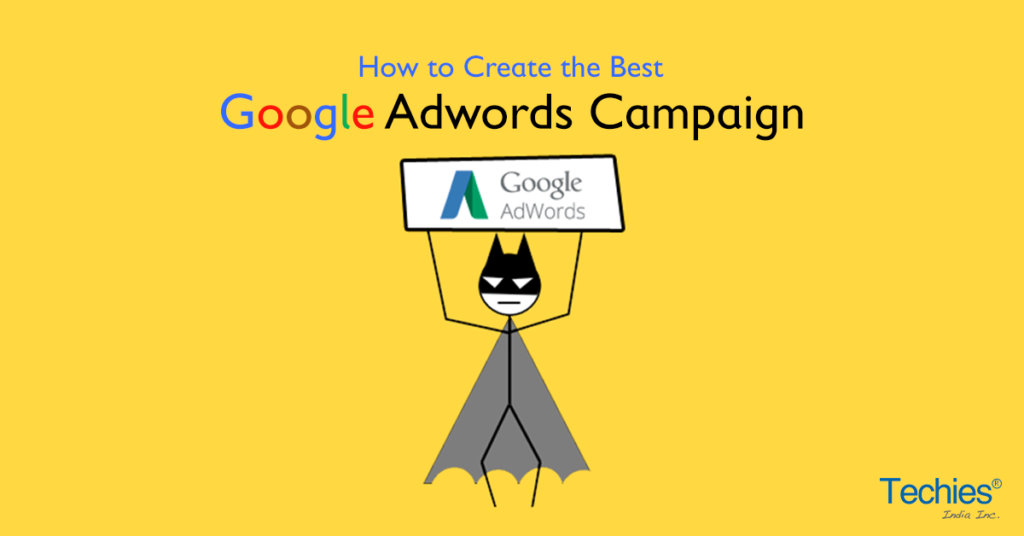 How to Create the Best
Google Adwords Campaign
Google
AdWords
Techies®
India Inc.